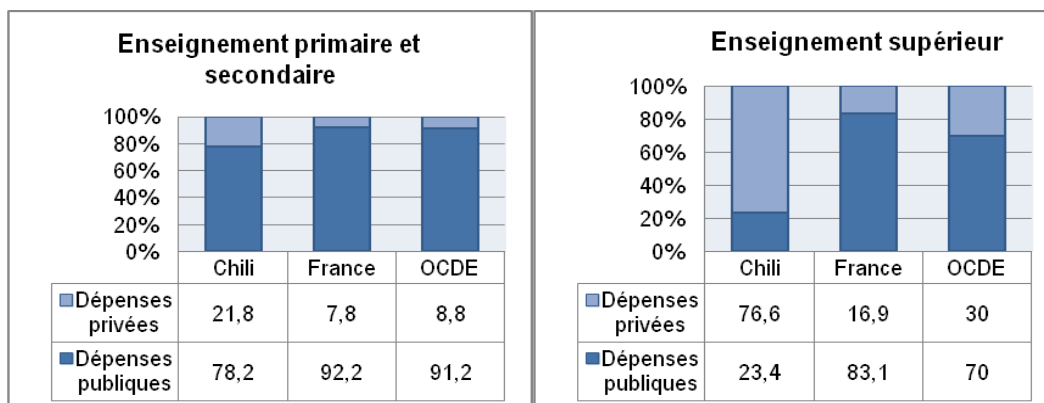 Enseignement primaire et
secondaire
100%
80%
60%
40%
20%
0%
Chili France OCDE
Dépenses
privées
21,8 7,8 8,8
Dépenses
publiques
78,2 92,2 91,2
Enseignement supérieur
100%
80%
60%
40%
20%
0%
Chili France OCDE
Dépenses
privées
76,6 16,9 30
Dépenses
publiques
23,4 83,1 70